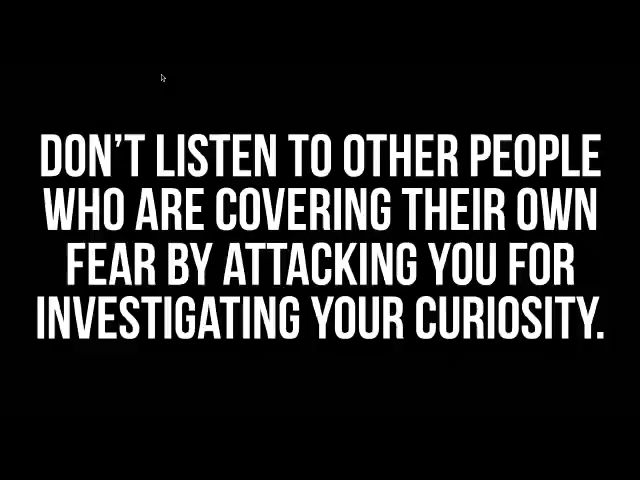 DON'T LISTEN TO OTHER PEOPLE
WHO ARE COVERING THEIR OWN
FEAR BY ATTACKING YOU FOR
INVESTIGATING YOUR CURIOSITY.